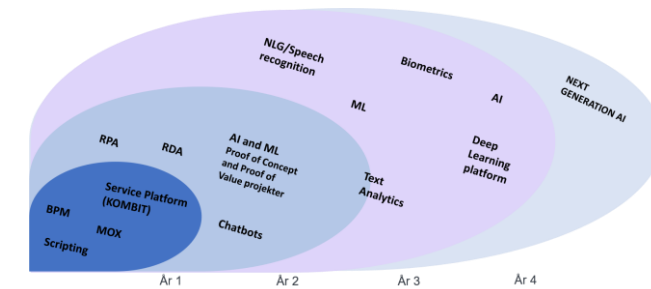 NLG/Speech
recognition
Biometrics
AI
NEXT
GENERATION AI
ML
RPA
RDA
AI and ML
Proof of Concept
and Proof of
Value projekter
Deep
Learning
platform
Text
Analytics
Service Platform
(KOMBIT)
BPM
MOX
Scripting
Chatbots
År 1
År 2
År 3
År 4